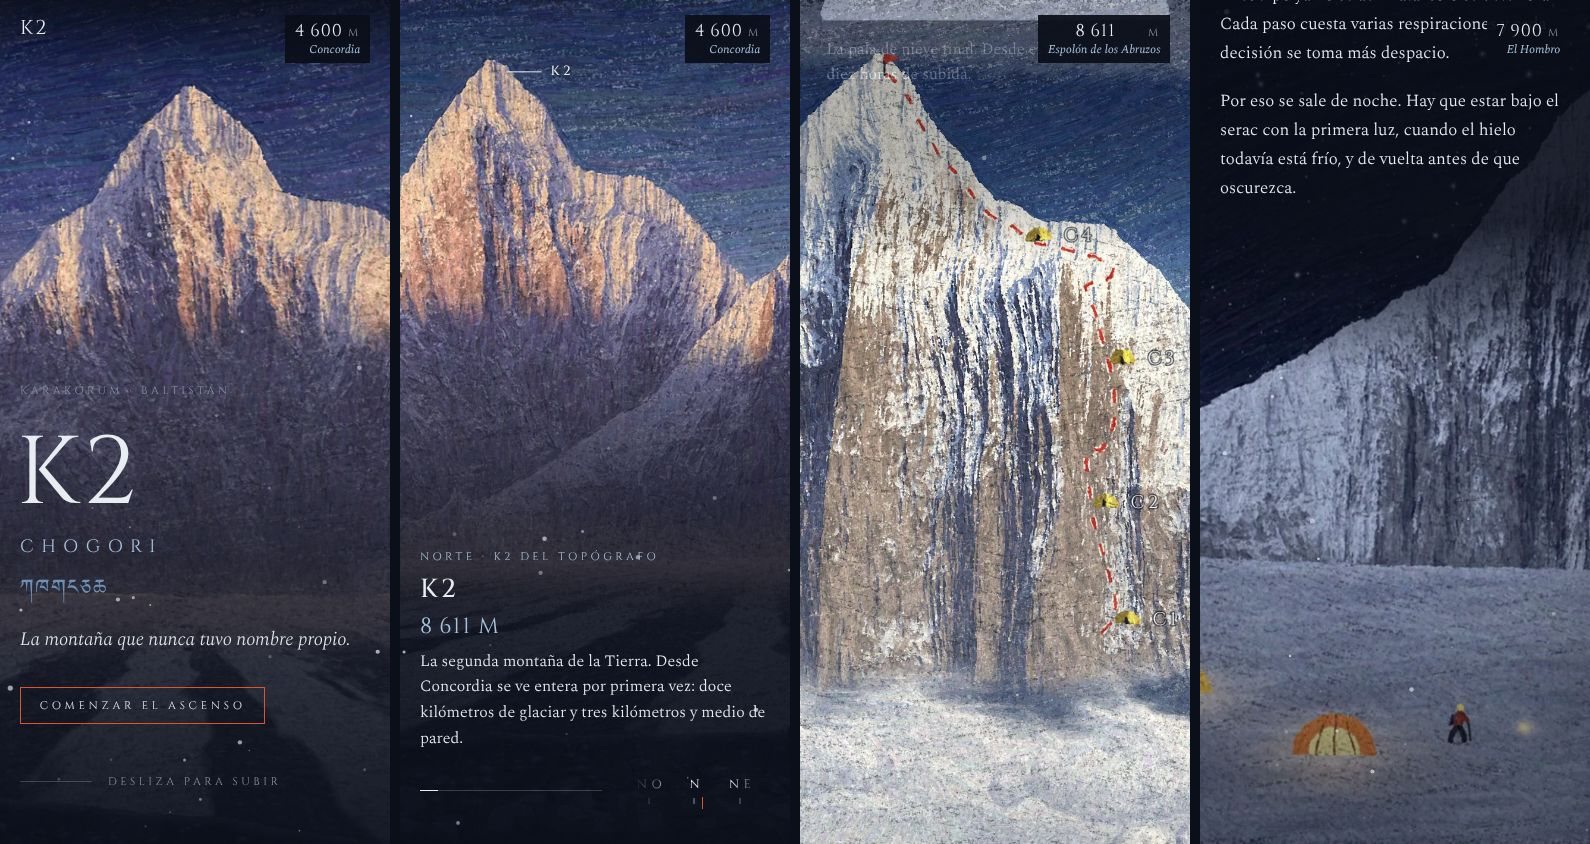 K2
4 600 M
Concordia
KARAKORUM · BALTISTÁN
K2
CHOGORI
La montaña que nunca tuvo nombre propio.
COMENZAR EL ASCENSO
DESLIZA PARA SUBIR
4 600 M
Concordia
K2
NORTE · K2 DEL TOPÓGRAFO
K2
8 611 M
La segunda montaña de la Tierra. Desde
Concordia se ve entera por primera vez: doce
kilómetros de glaciar y tres kilómetros y medio de
pared.
NO N NE
8 611 M
Espolón de los Abruzos
La pala de nieve final. Desde e
diez horas de subida.
C4
C3
C2
C1
Cada paso cuesta varias respiracione
decisión se toma más despacio.
7 900 M
El Hombro
Por eso se sale de noche. Hay que estar bajo el
serac con la primera luz, cuando el hielo
todavía está frío, y de vuelta antes de que
oscurezca.